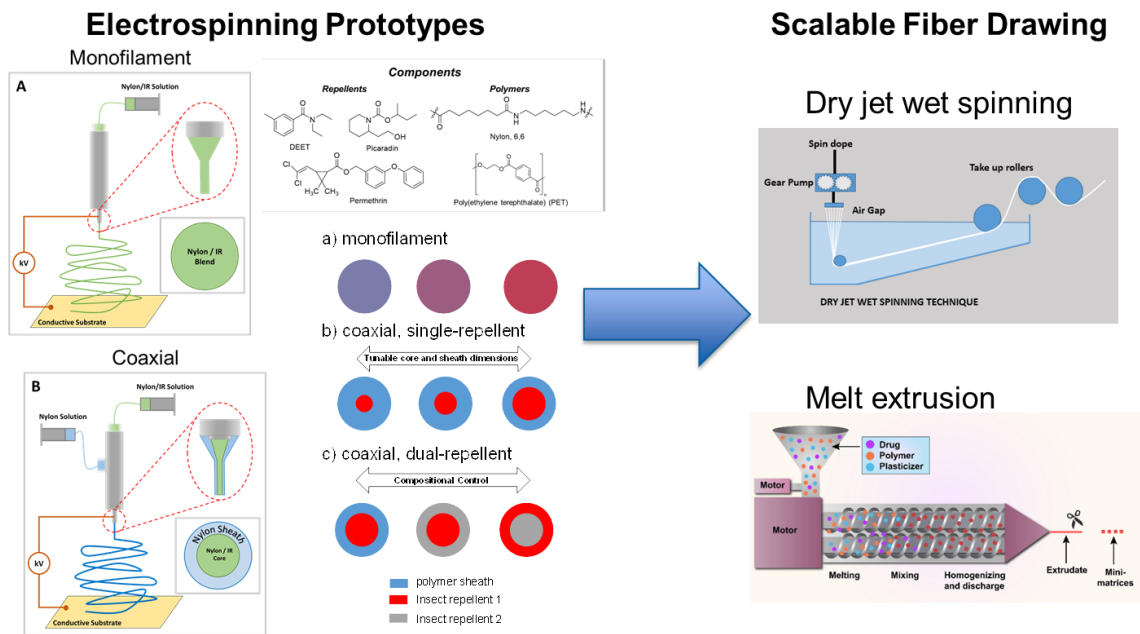 Electrospinning Prototypes
Monofilament
A
Nylon/IR Solution
Nylon / IR
Blend
kV
Conductive Substrate
Coaxial
B
Nylon/IR Solution
Nylon Solution
Nylon Sheath
Nylon / IR
Core
kV
Conductive Substrate
Components
Repellents
Polymers
O
N
DEET
N
O
O
OH
Picaradin
O
H
N
N
H
O
Nylon, 6,6
Cl
Cl
H₃C
CH₃
O
O
O
Permethrin
O
O
O
O
n
Poly(ethylene terephthalate) (PET)
a) monofilament
b) coaxial, single-repellent
Tunable core and sheath dimensions
c) coaxial, dual-repellent
Compositional Control
polymer sheath
Insect repellent 1
Insect repellent 2
Scalable Fiber Drawing
Dry jet wet spinning
Spin dope
Gear Pump
Air Gap
Take up rollers
DRY JET WET SPINNING TECHNIQUE
Melt extrusion
Drug
Polymer
Plasticizer
Motor
Motor
Melting
Mixing
Homogenizing
and discharge
Extrudate
Mini-
matrices